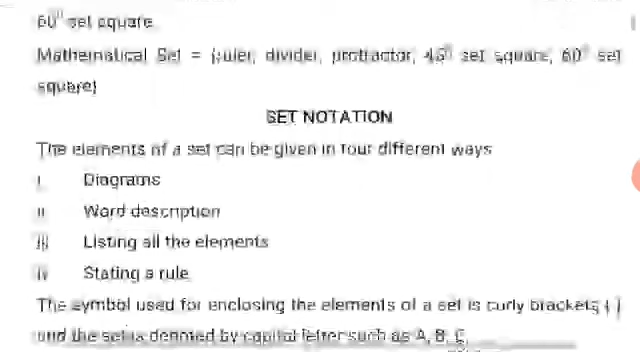 60° set square
Mathematical Set = {ruler, divider, protractor, 45° set square, 60° set
square}
SET NOTATION
The elements of a set can be given in four different ways
i Diagrams
ii Word description
iii Listing all the elements
iv Stating a rule
The symbol used for enclosing the elements of a set is curly brackets { }
and the set is denoted by capital letter such as A, B, C,